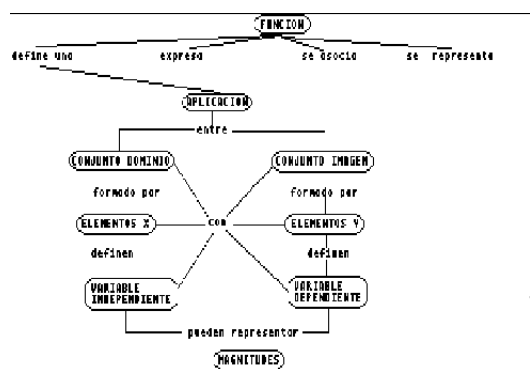 FUNCION
define una expresa se asocia se representa
APLICACION
entre
CONJUNTO DOMINIO CONJUNTO IMAGEN
formado por formado por
ELEMENTOS X con ELEMENTOS Y
definen definen
VARIABLE INDEPENDIENTE VARIABLE DEPENDIENTE
pueden representar
MAGNITUDES